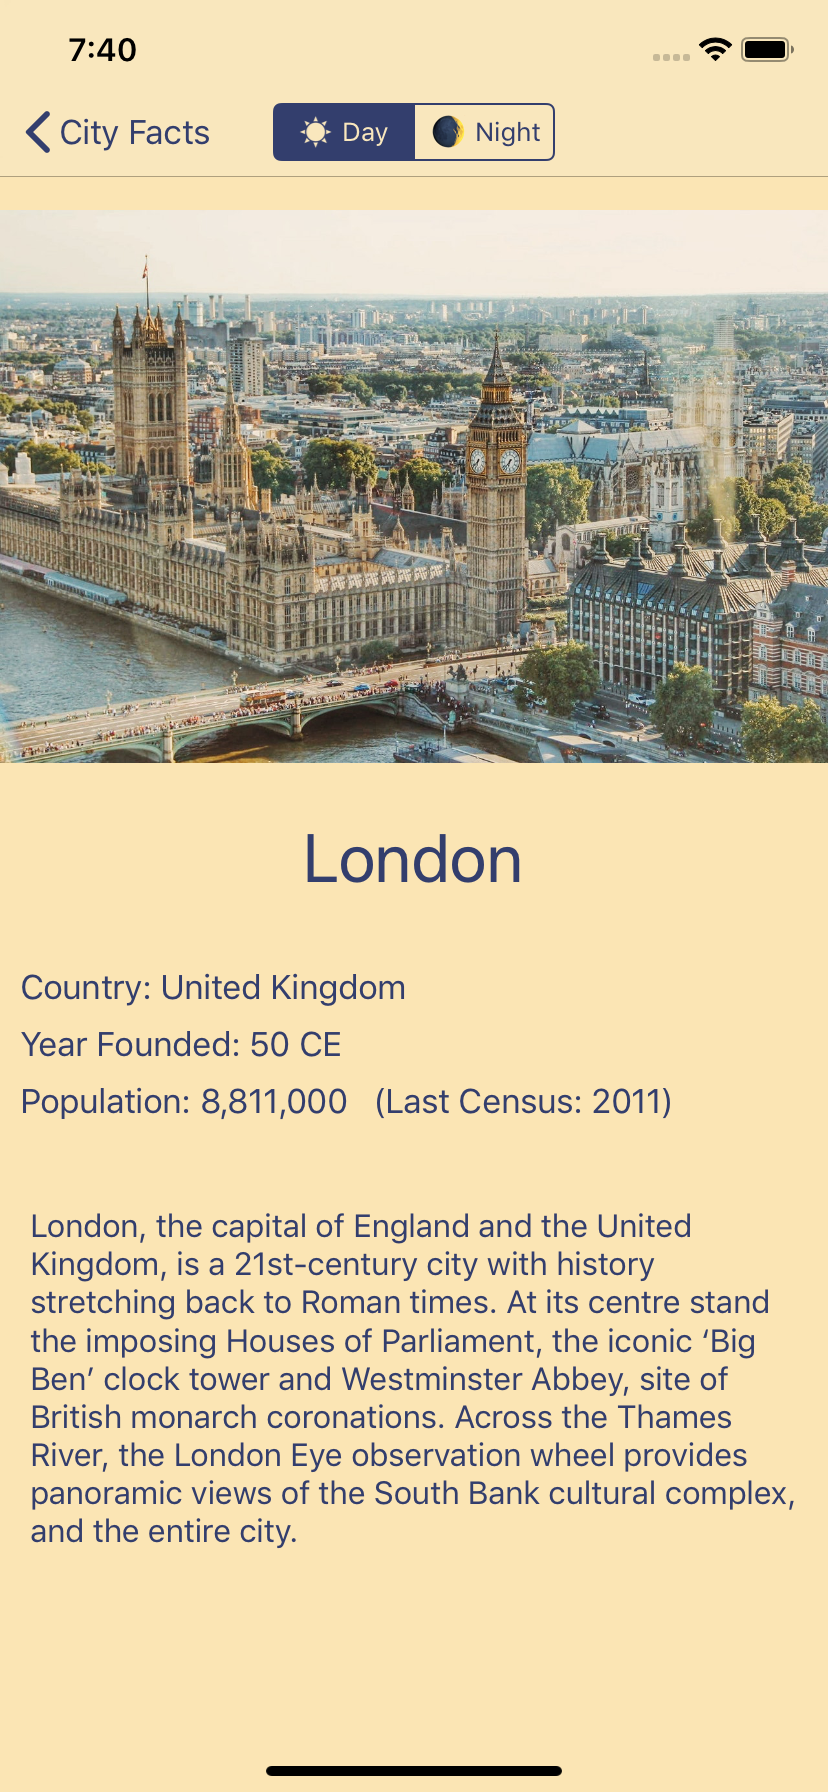 7:40
City Facts
Day
Night
London
Country: United Kingdom
Year Founded: 50 CE
Population: 8,811,000 (Last Census: 2011)
London, the capital of England and the United
Kingdom, is a 21st-century city with history
stretching back to Roman times. At its centre stand
the imposing Houses of Parliament, the iconic ‘Big
Ben’ clock tower and Westminster Abbey, site of
British monarch coronations. Across the Thames
River, the London Eye observation wheel provides
panoramic views of the South Bank cultural complex,
and the entire city.